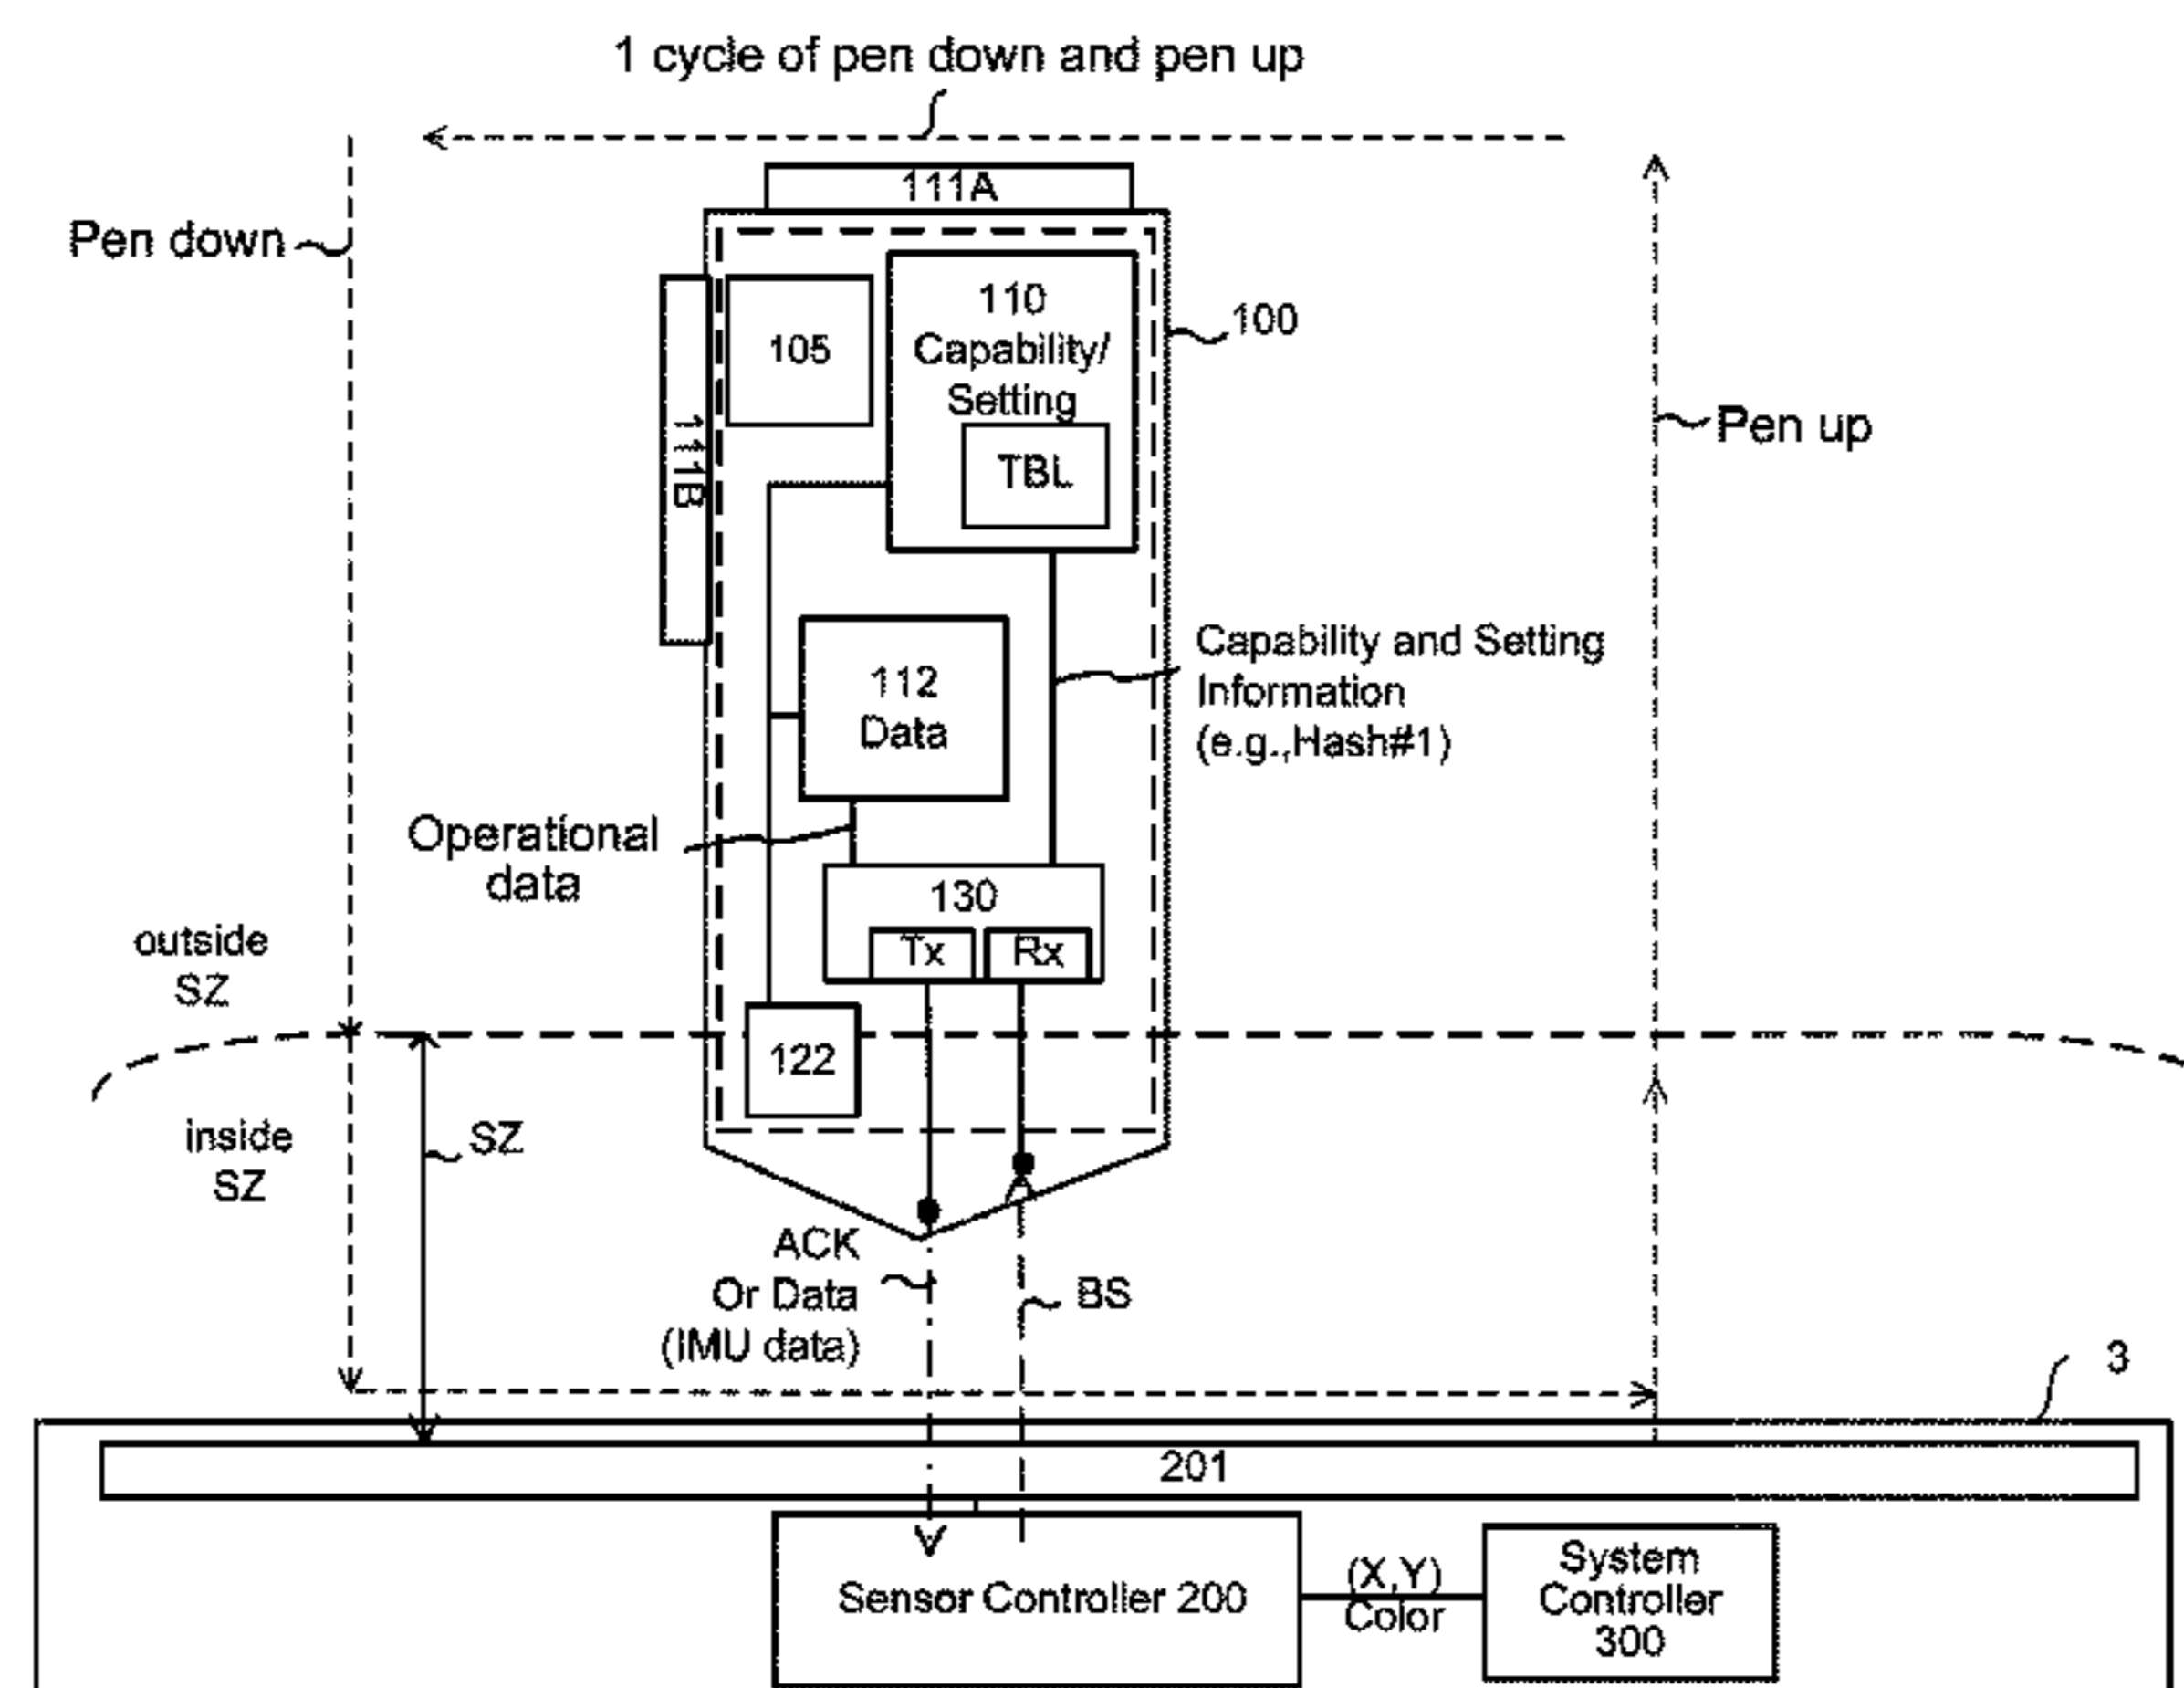 1 cycle of pen down and pen up
111A
Pen down
105
110
Capability/
Setting
TBL
100
111B
Pen up
112
Data
Capability and Setting
Information
(e.g.,Hash#1)
Operational
data
130
Tx
Rx
outside
SZ
122
inside
SZ
SZ
ACK
Or Data
(IMU data)
BS
3
201
Sensor Controller 200
(X,Y)
Color
System
Controller
300